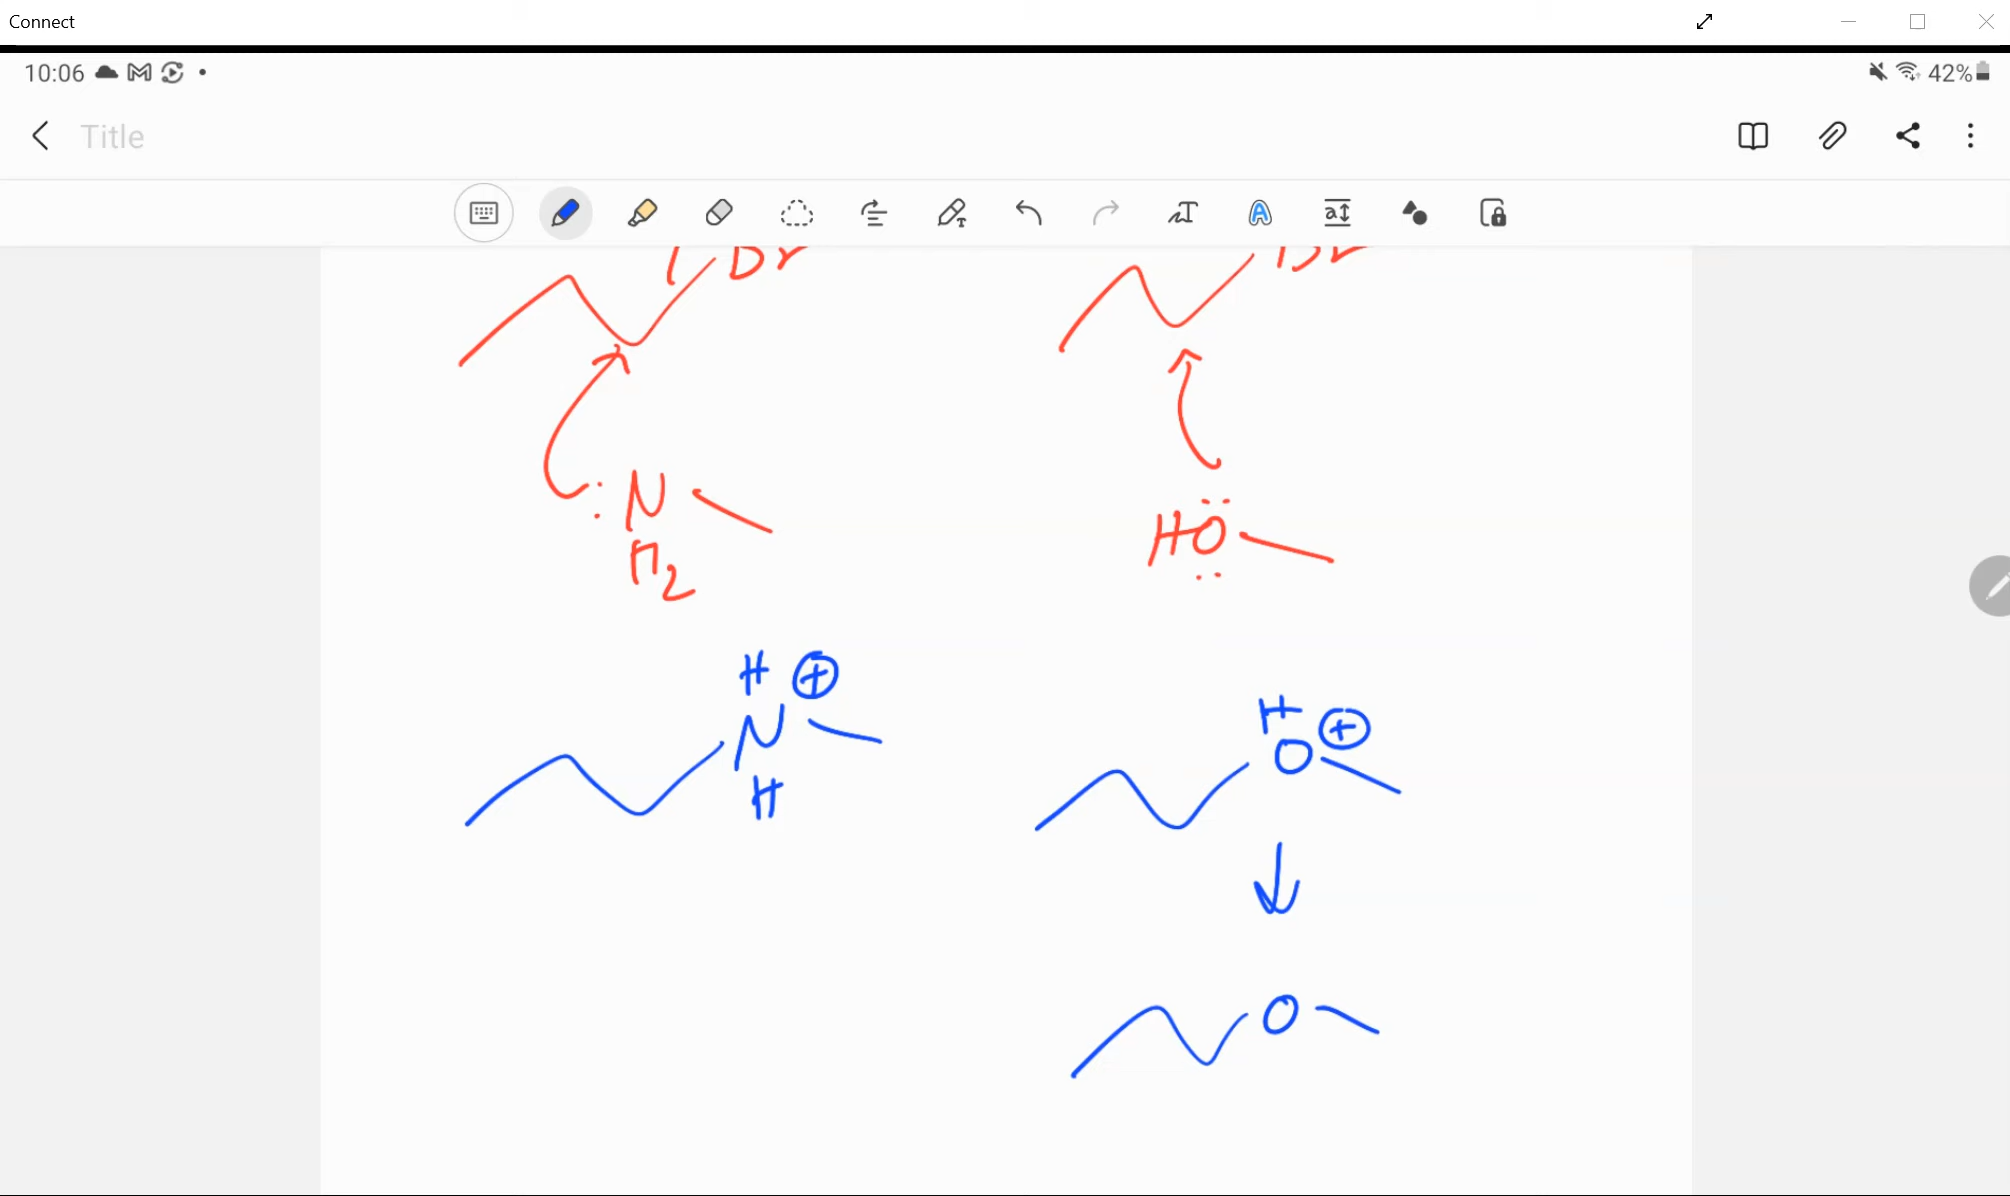 Connect
10:06 42%
Title
Br Br
:N
H2
HO
H ⊕
N
H
H ⊕
O
O